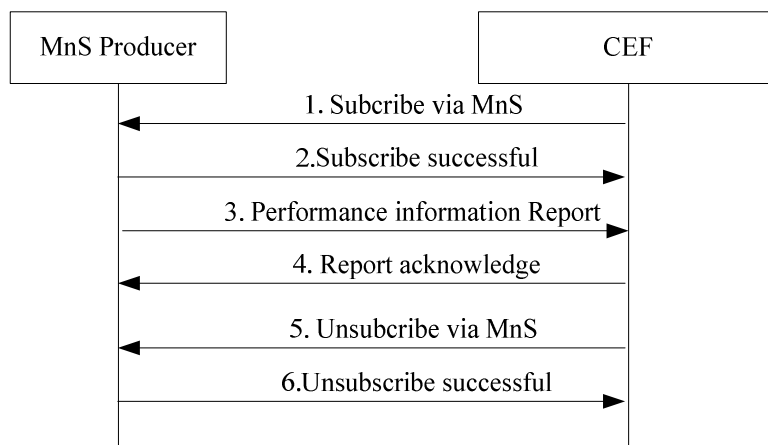 MnS Producer
CEF
1. Subcribe via MnS
2.Subscribe successful
3. Performance information Report
4. Report acknowledge
5. Unsubcribe via MnS
6.Unsubscribe successful